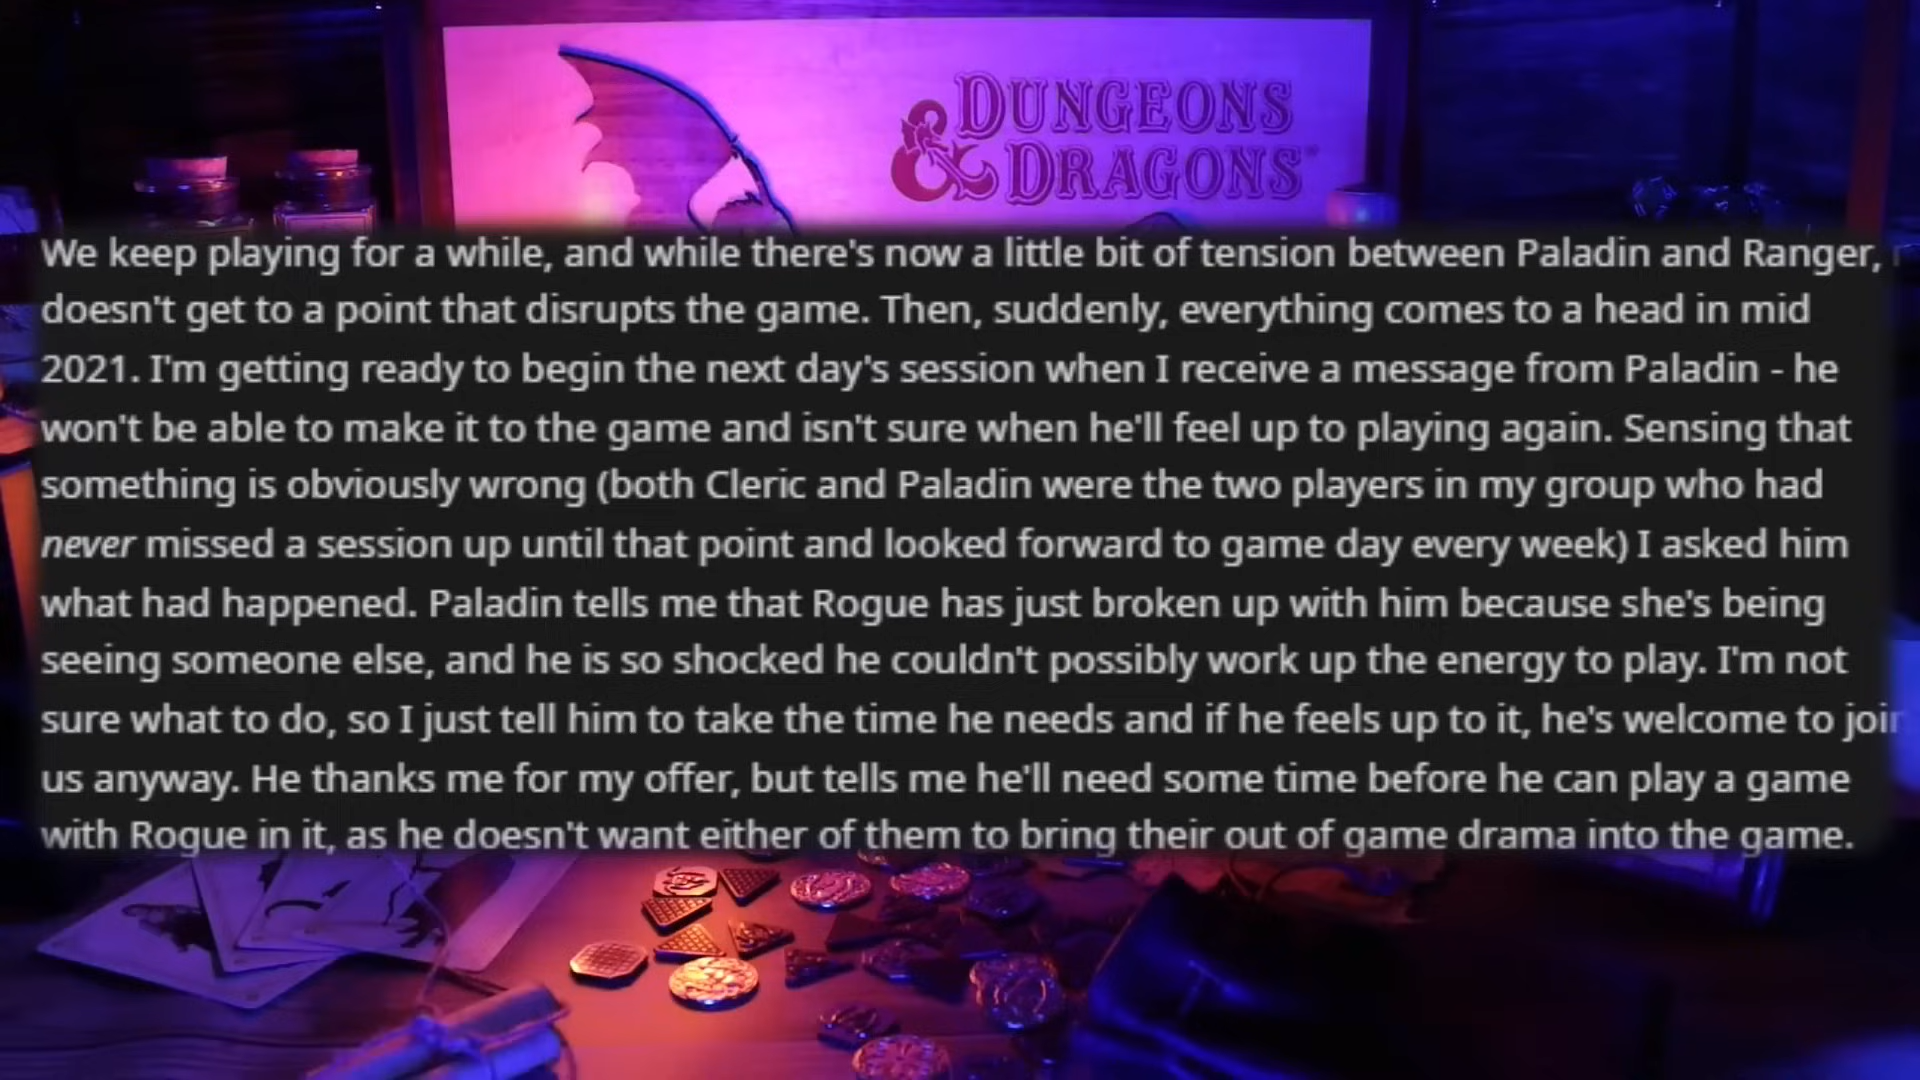 DUNGEONS
& DRAGONS
We keep playing for a while, and while there's now a little bit of tension between Paladin and Ranger,
doesn't get to a point that disrupts the game. Then, suddenly, everything comes to a head in mid
2021. I'm getting ready to begin the next day's session when I receive a message from Paladin - he
won't be able to make it to the game and isn't sure when he'll feel up to playing again. Sensing that
something is obviously wrong (both Cleric and Paladin were the two players in my group who had
never missed a session up until that point and looked forward to game day every week) I asked him
what had happened. Paladin tells me that Rogue has just broken up with him because she's being
seeing someone else, and he is so shocked he couldn't possibly work up the energy to play. I'm not
sure what to do, so I just tell him to take the time he needs and if he feels up to it, he's welcome to join
us anyway. He thanks me for my offer, but tells me he'll need some time before he can play a game
with Rogue in it, as he doesn't want either of them to bring their out of game drama into the game.